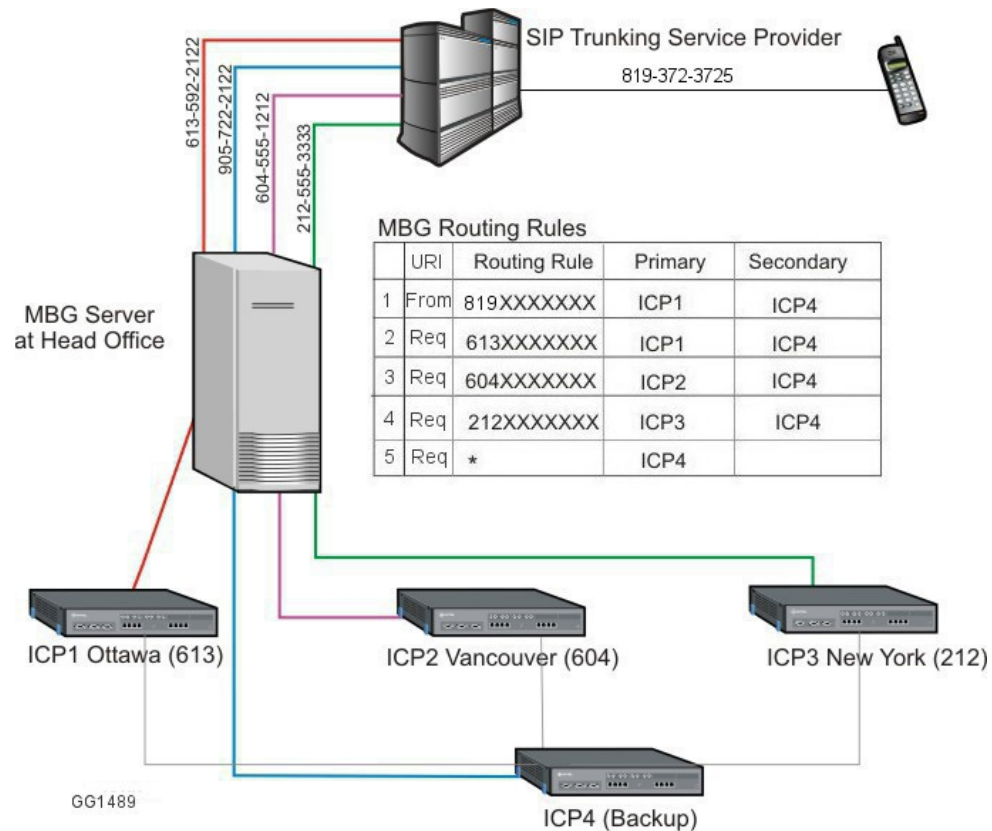 SIP Trunking Service Provider
819-372-3725
613-592-2122
905-722-2122
604-555-1212
212-555-3333
MBG Routing Rules
URI Routing Rule Primary Secondary
1 From 819XXXXXXX ICP1 ICP4
2 Req 613XXXXXXX ICP1 ICP4
3 Req 604XXXXXXX ICP2 ICP4
4 Req 212XXXXXXX ICP3 ICP4
5 Req * ICP4
MBG Server
at Head Office
ICP1 Ottawa (613)
ICP2 Vancouver (604)
ICP3 New York (212)
GG1489
ICP4 (Backup)